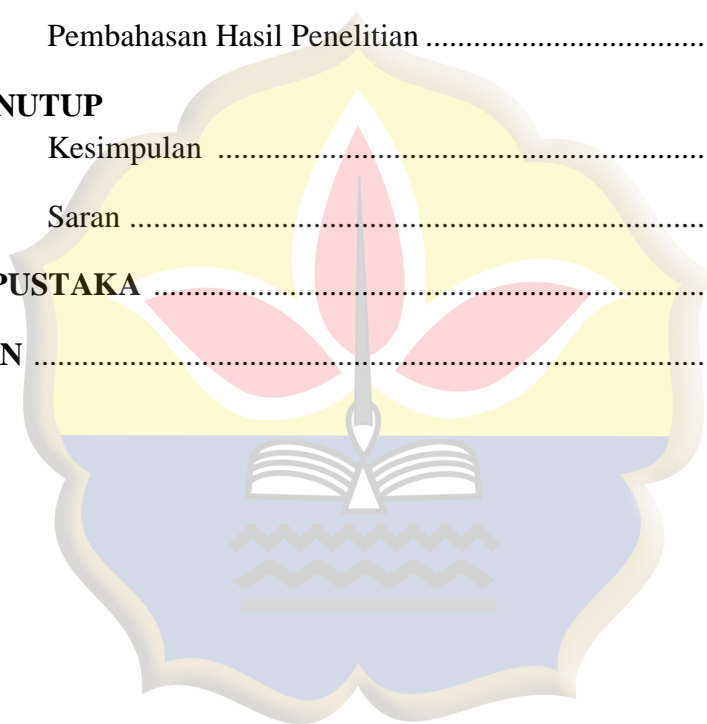 Pembahasan Hasil Penelitian ...................................
NUTUP
Kesimpulan .............................................................
Saran ........................................................................
PUSTAKA .....................................................................
N ....................................................................................